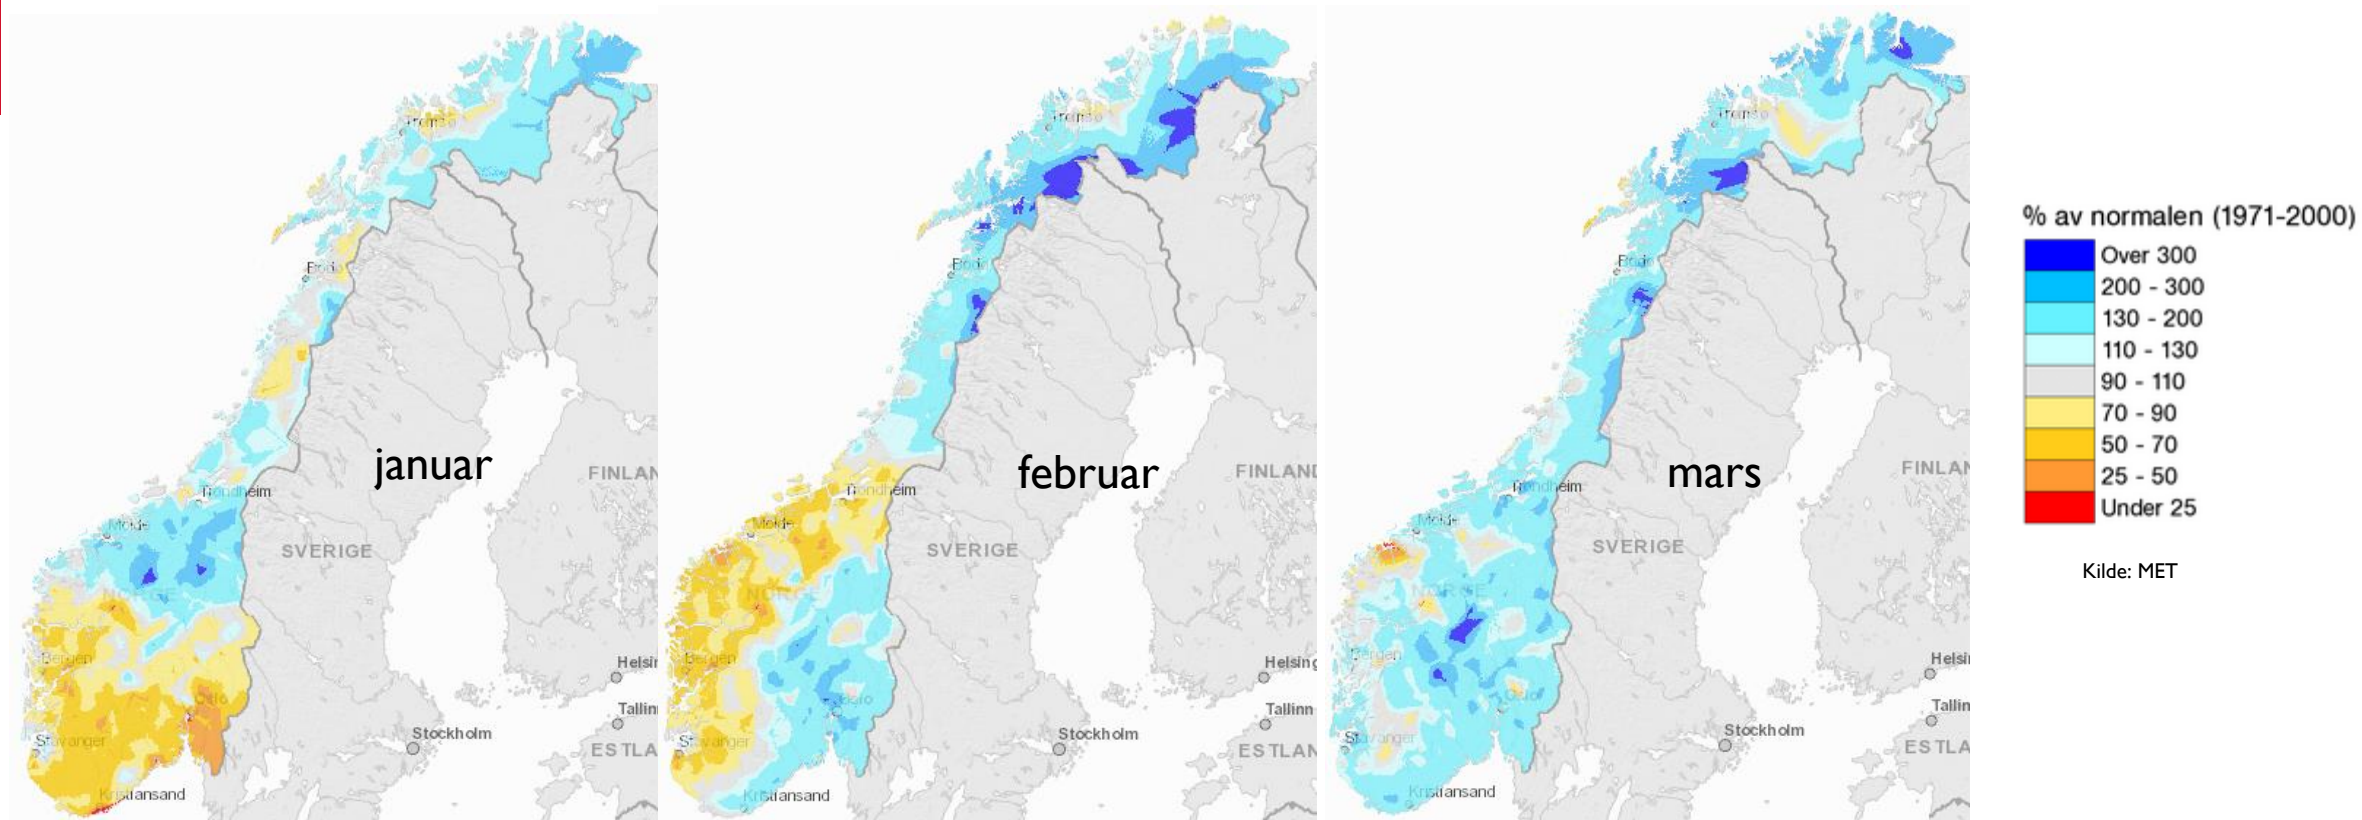 Tromsø
Bodø
januar
FINLAN
Trondheim
Molde
SVERIGE
NORGE
Bergen
Helsin
Oslo
Tallin
Stavanger
Stockholm
ESTLA
Kristiansand
Tromsø
Bodø
februar
FINLAND
Trondheim
Molde
SVERIGE
NORGE
Bergen
Helsing
Oslo
Tallinn
Stavanger
Stockholm
ESTLAN
Kristiansand
Tromsø
Bodø
mars
FINLAN
Trondheim
Molde
SVERIGE
NORGE
Bergen
Helsi
Oslo
Tallin
Stavanger
Stockholm
ESTLA
Kristiansand
% av normalen (1971-2000)
Over 300
200 - 300
130 - 200
110 - 130
90 - 110
70 - 90
50 - 70
25 - 50
Under 25
Kilde: MET